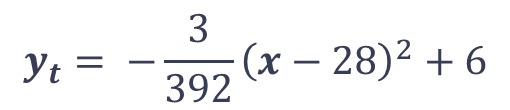 yₜ = − 3/392 (x − 28)² + 6